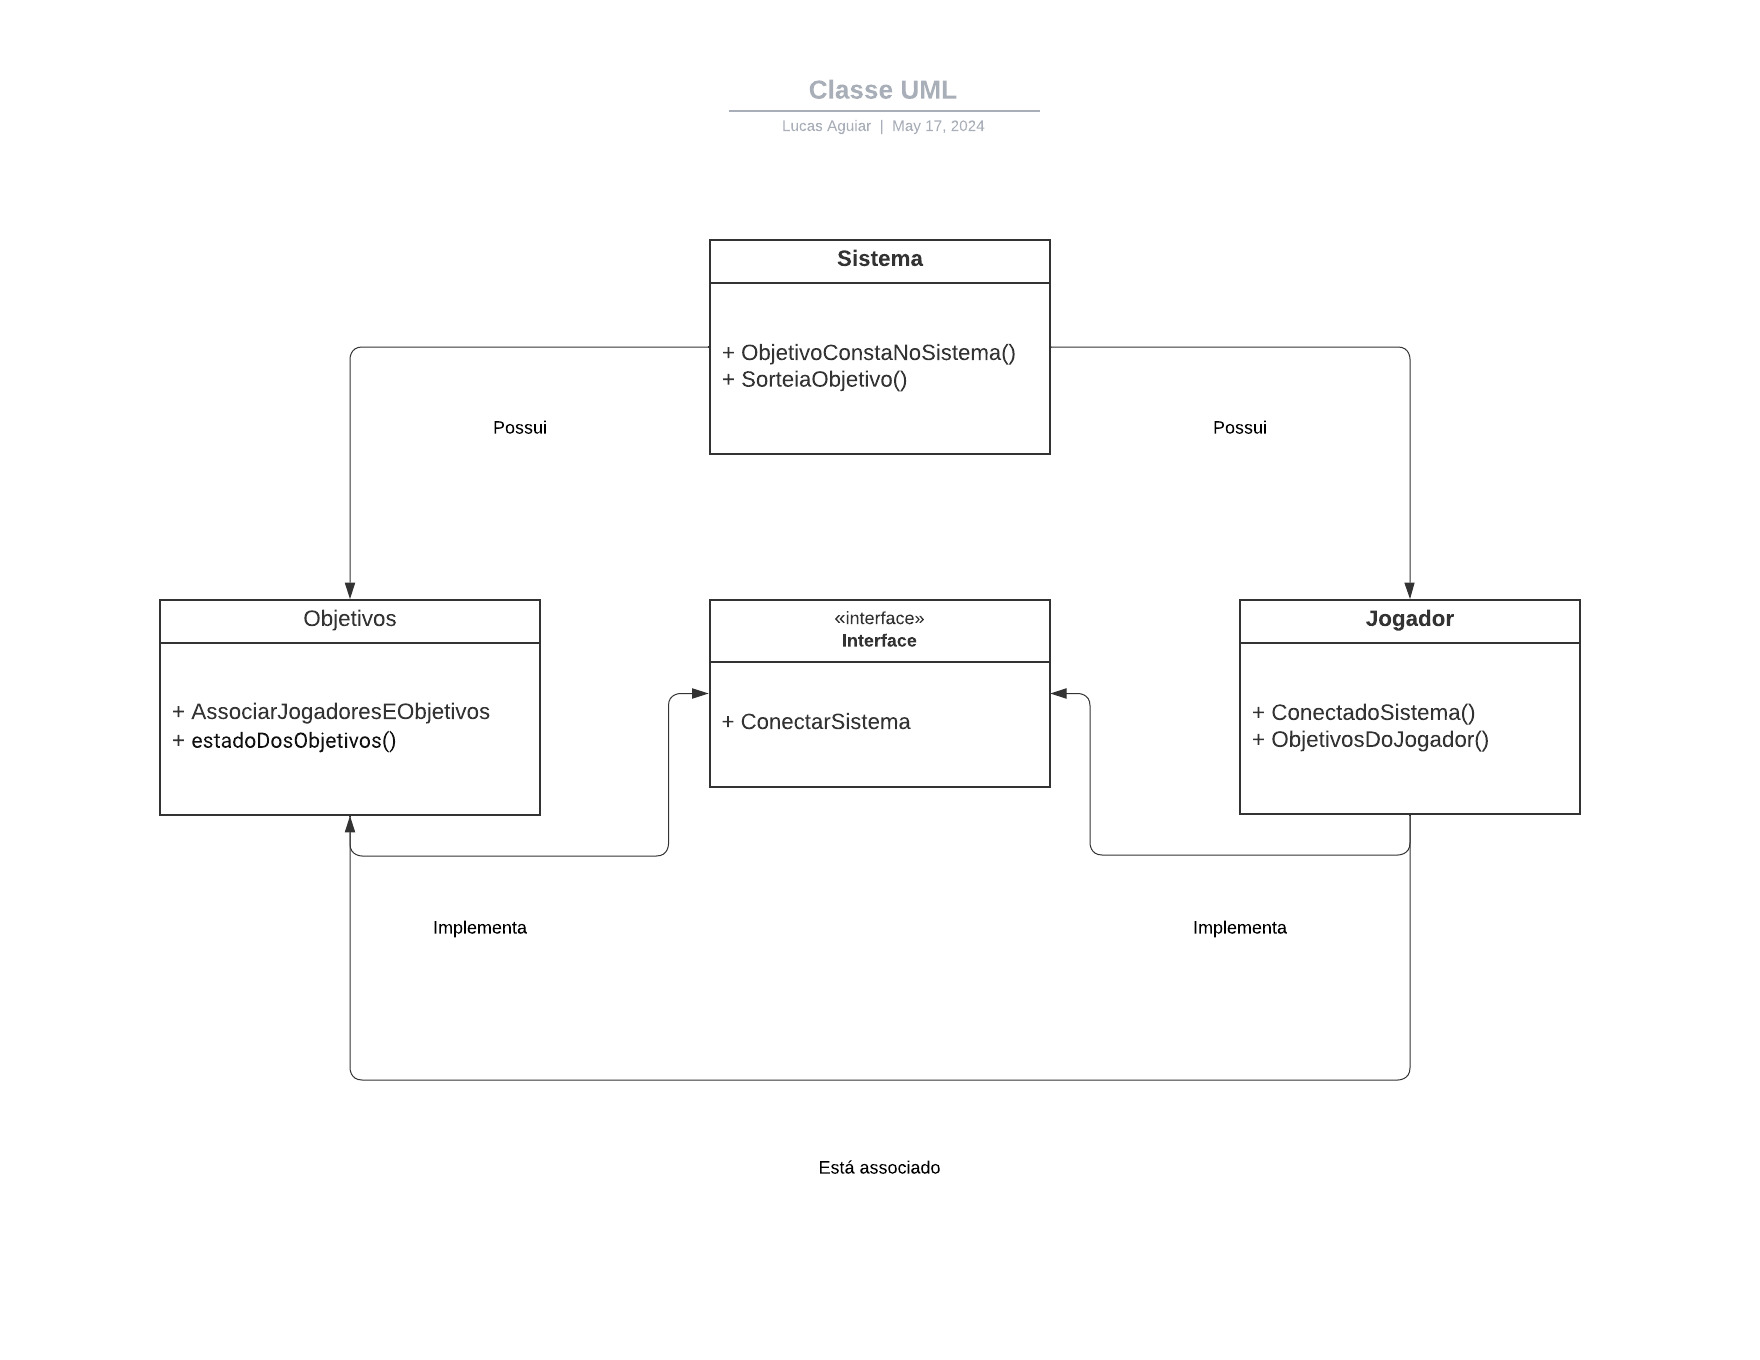 Classe UML
Lucas Aguiar | May 17, 2024
Sistema
+ ObjetivoConstaNoSistema()
+ SorteiaObjetivo()
Possui
Possui
Objetivos
+ AssociarJogadoresEObjetivos
+ estadoDosObjetivos()
«interface»
Interface
+ ConectarSistema
Jogador
+ ConectadoSistema()
+ ObjetivosDoJogador()
Implementa
Implementa
Está associado